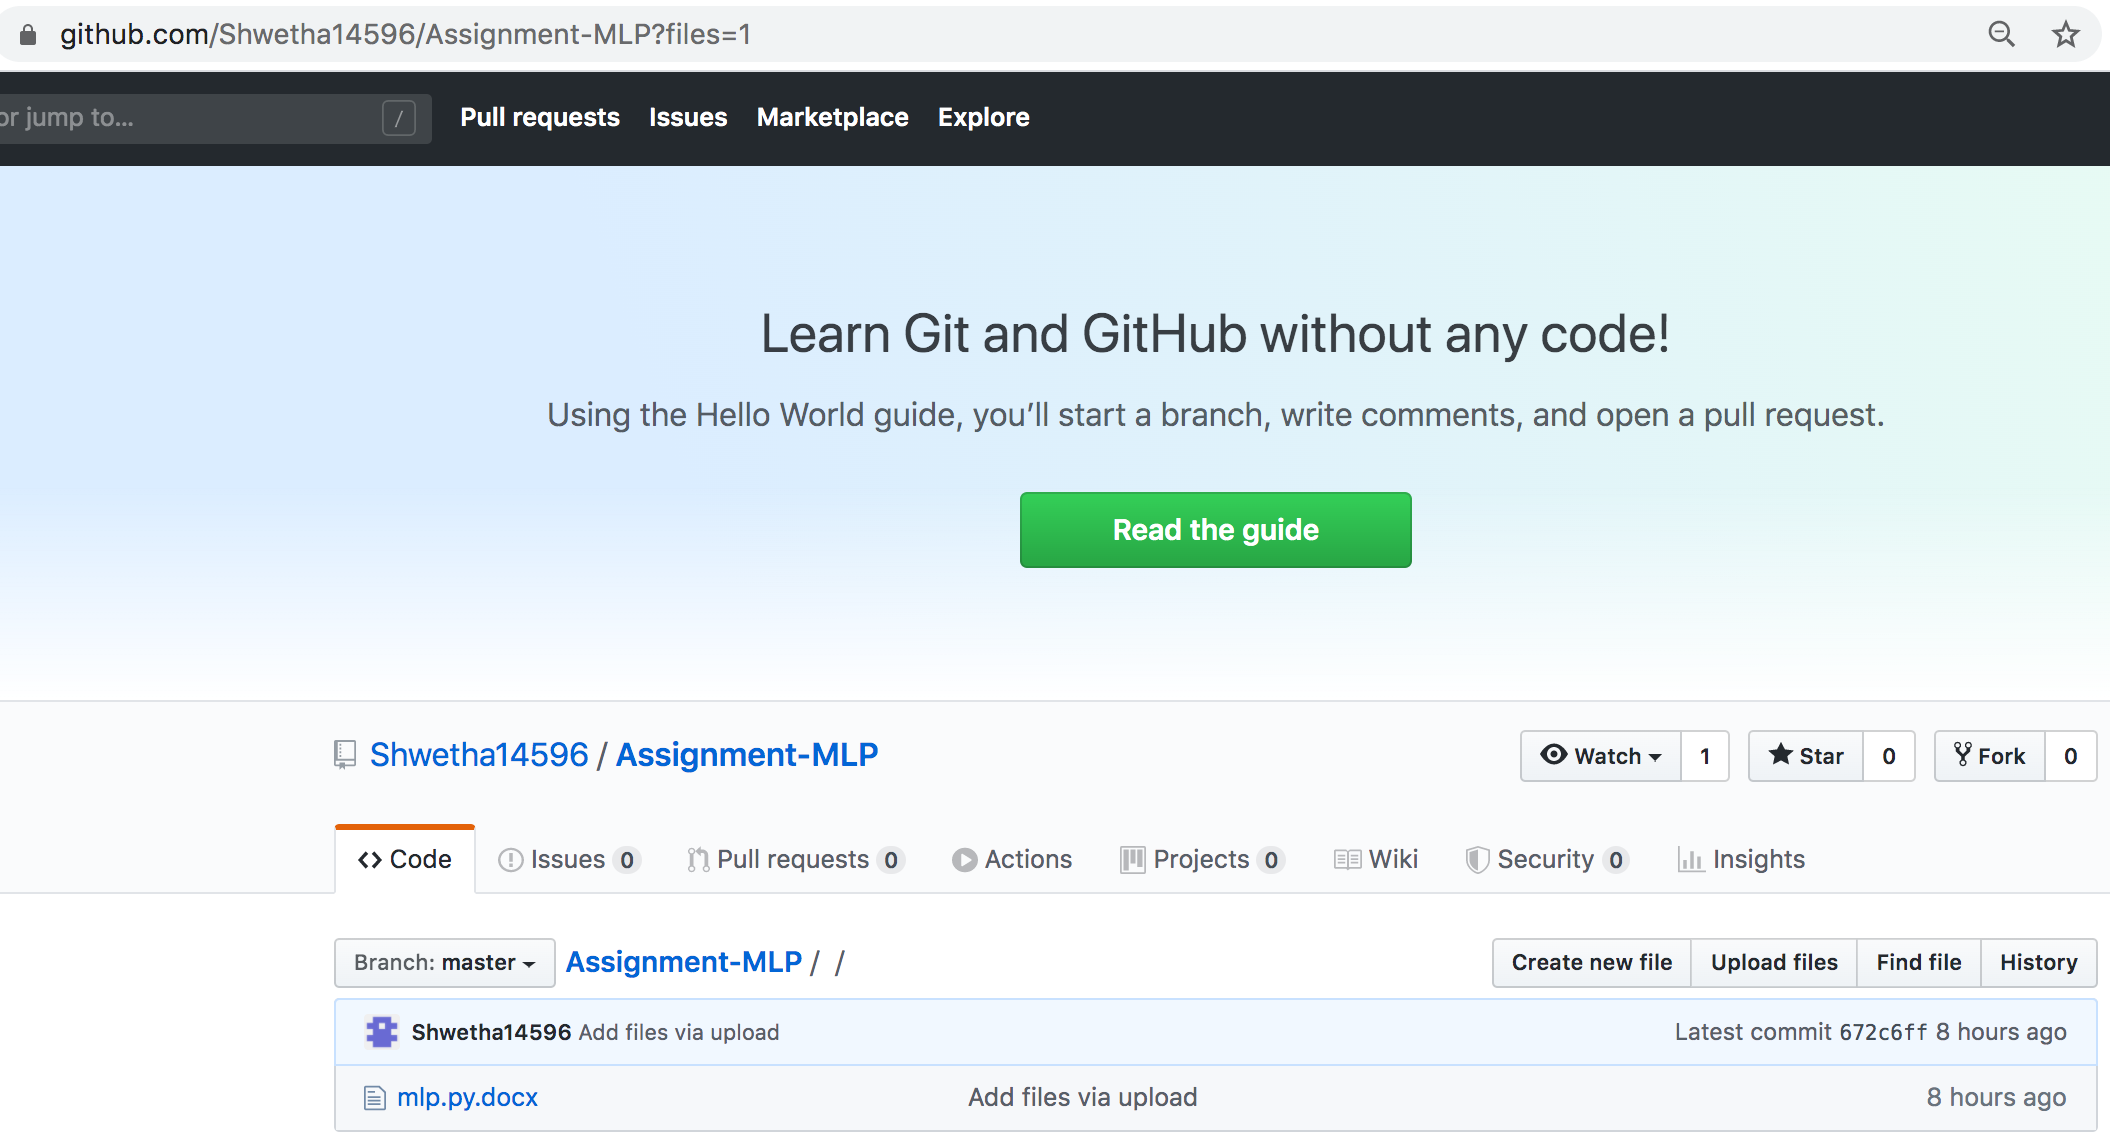 github.com/Shwetha14596/Assignment-MLP?files=1
or jump to... /
Pull requests Issues Marketplace Explore
Learn Git and GitHub without any code!
Using the Hello World guide, you’ll start a branch, write comments, and open a pull request.
Read the guide
Shwetha14596 / Assignment-MLP
Watch 1 Star 0 Fork 0
Code Issues 0 Pull requests 0 Actions Projects 0 Wiki Security 0 Insights
Branch: master Assignment-MLP / /
Create new file Upload files Find file History
Shwetha14596 Add files via upload Latest commit 672c6ff 8 hours ago
mlp.py.docx Add files via upload 8 hours ago